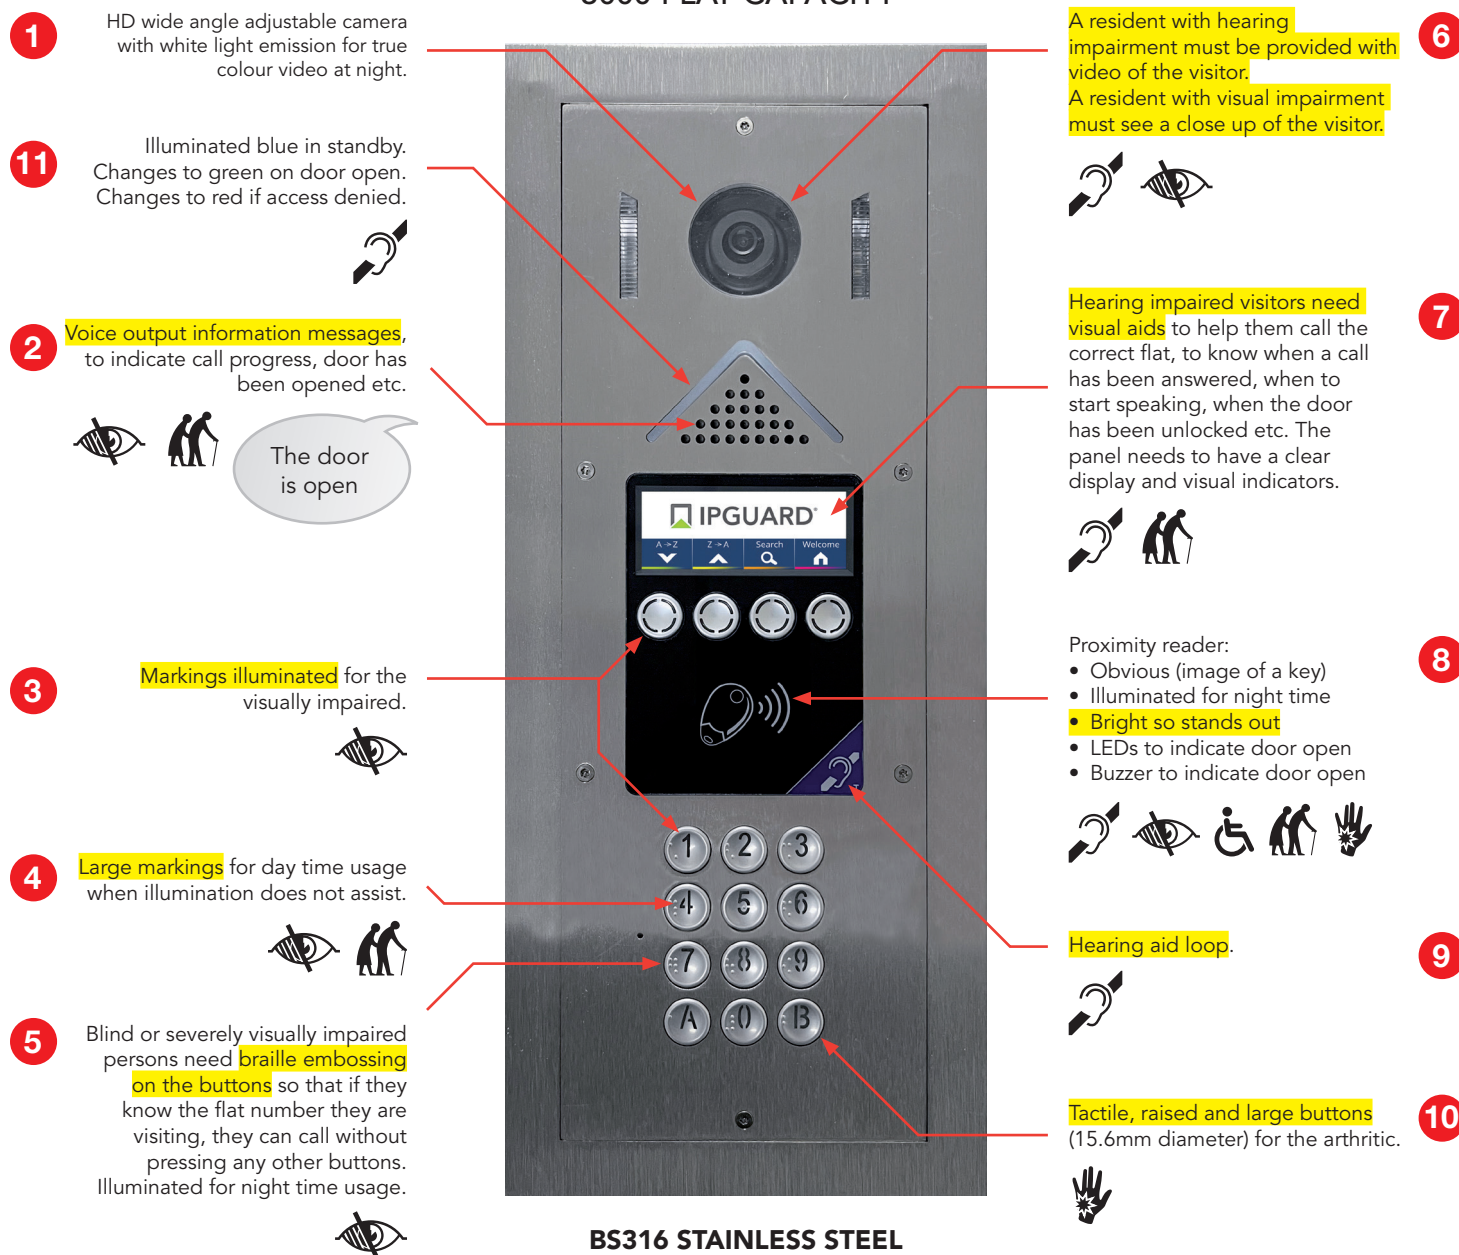 1
HD wide angle adjustable camera
with white light emission for true
colour video at night.
11
Illuminated blue in standby.
Changes to green on door open.
Changes to red if access denied.
2
Voice output information messages,
to indicate call progress, door has
been opened etc.
The door
is open
3
Markings illuminated for the
visually impaired.
4
Large markings for day time usage
when illumination does not assist.
5
Blind or severely visually impaired
persons need braille embossing
on the buttons so that if they
know the flat number they are
visiting, they can call without
pressing any other buttons.
Illuminated for night time usage.
IPGUARD
A→Z Z→A Search Welcome
T
1 2 3
4 5 6
7 8 9
A 0 B
BS316 STAINLESS STEEL
6
A resident with hearing
impairment must be provided with
video of the visitor.
A resident with visual impairment
must see a close up of the visitor.
7
Hearing impaired visitors need
visual aids to help them call the
correct flat, to know when a call
has been answered, when to
start speaking, when the door
has been unlocked etc. The
panel needs to have a clear
display and visual indicators.
8
Proximity reader:
• Obvious (image of a key)
• Illuminated for night time
• Bright so stands out
• LEDs to indicate door open
• Buzzer to indicate door open
9
Hearing aid loop.
10
Tactile, raised and large buttons
(15.6mm diameter) for the arthritic.